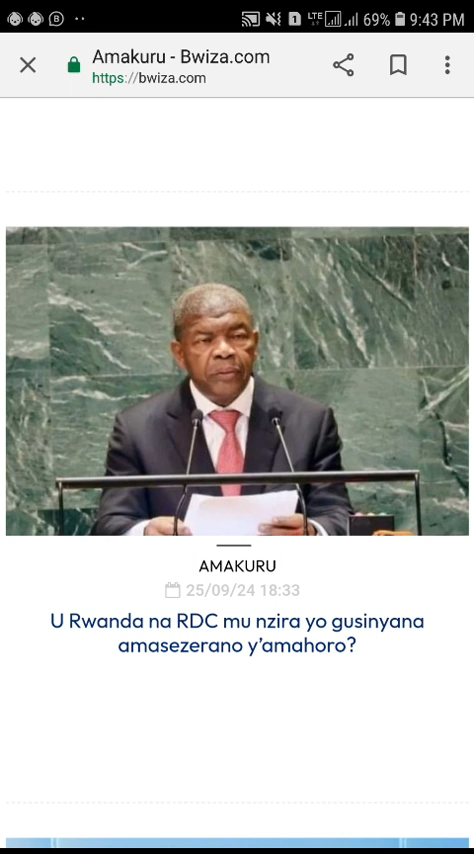 69% 9:43 PM
Amakuru - Bwiza.com
https://bwiza.com
AMAKURU
25/09/24 18:33
U Rwanda na RDC mu nzira yo gusinyana
amasezerano y’amahoro?